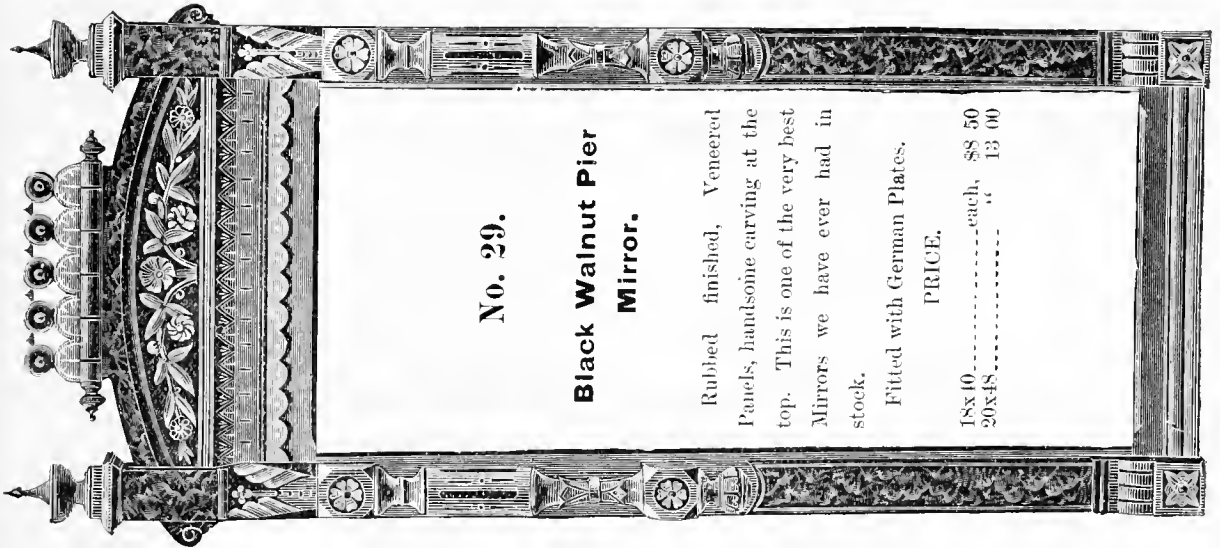 No. 29.
Black Walnut Pier
Mirror.
Rubbed finished, Veneered
Panels, handsome carving at the
top. This is one of the very best
Mirrors we have ever had in
stock.
Fitted with German Plates.
PRICE.
18x40------------each, $8 50
20x48------------ " 13 00